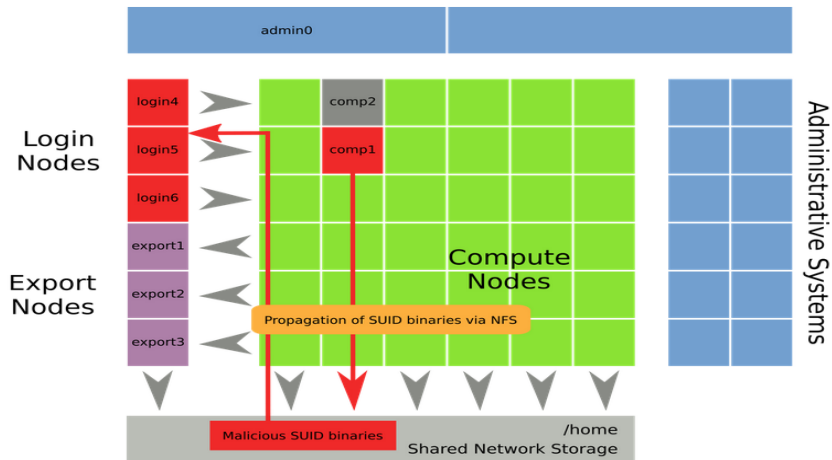 admin0
login4
comp2
Login
Nodes
login5
comp1
login6
export1
Export
Nodes
export2
export3
Compute
Nodes
Propagation of SUID binaries via NFS
Administrative Systems
Malicious SUID binaries
/home
Shared Network Storage